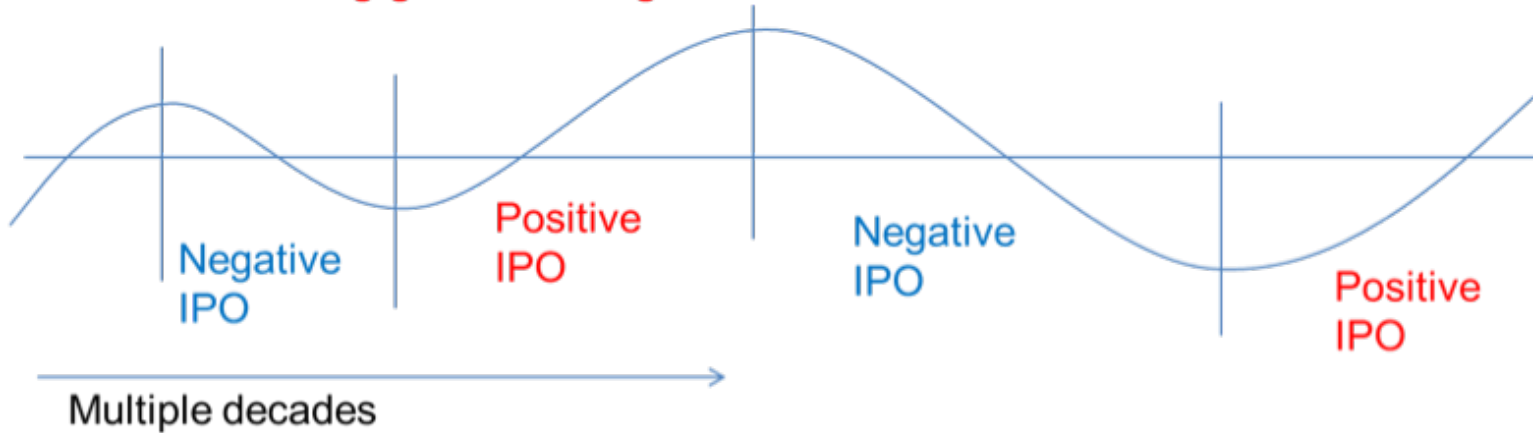 Negative
IPO
Positive
IPO
Negative
IPO
Positive
IPO
Multiple decades